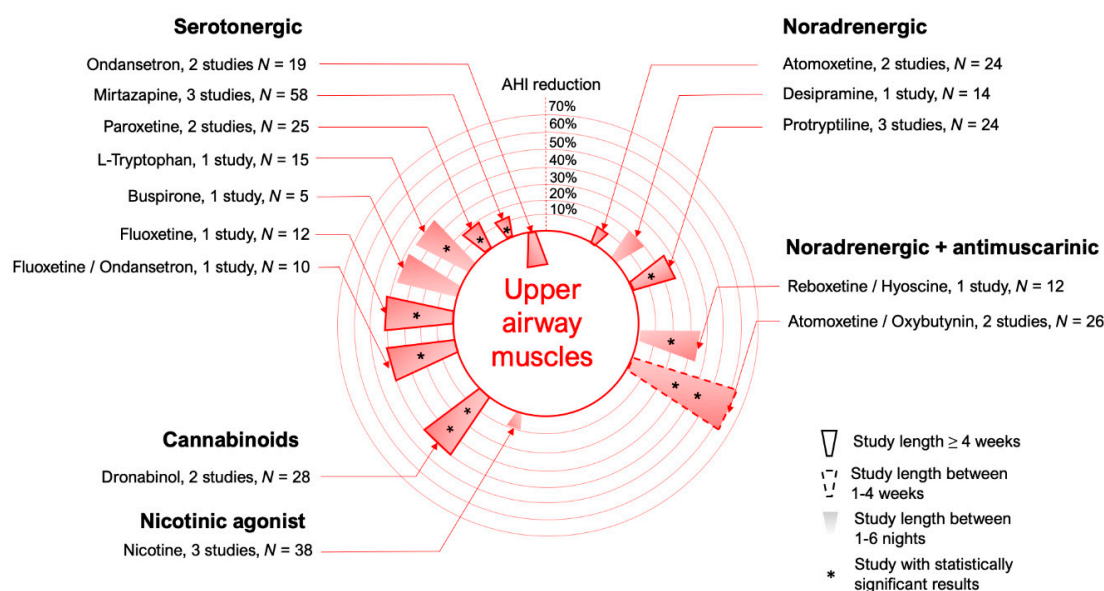 Serotonergic
Ondansetron, 2 studies N = 19
Mirtazapine, 3 studies, N = 58
Paroxetine, 2 studies, N = 25
L-Tryptophan, 1 study, N = 15
Buspirone, 1 study, N = 5
Fluoxetine, 1 study, N = 12
Fluoxetine / Ondansetron, 1 study, N = 10
Cannabinoids
Dronabinol, 2 studies, N = 28
Nicotinic agonist
Nicotine, 3 studies, N = 38
AHI reduction
70%
60%
50%
40%
30%
20%
10%
Upper
airway
muscles
* * * * * * * * * * *
Noradrenergic
Atomoxetine, 2 studies, N = 24
Desipramine, 1 study, N = 14
Protryptiline, 3 studies, N = 24
Noradrenergic + antimuscarinic
Reboxetine / Hyoscine, 1 study, N = 12
Atomoxetine / Oxybutynin, 2 studies, N = 26
Study length ≥ 4 weeks
Study length between
1-4 weeks
Study length between
1-6 nights
* Study with statistically
significant results